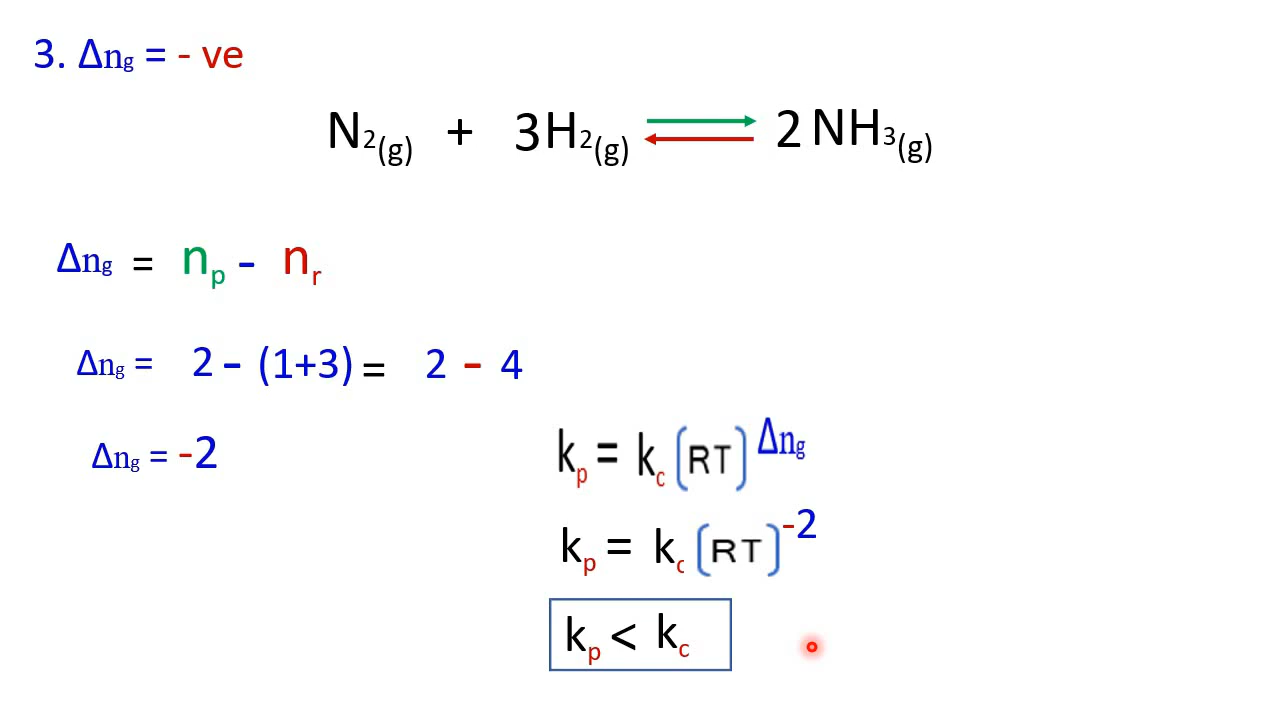 3. Δng = - ve
N2(g) + 3H2(g) ⇄ 2 NH3(g)
Δng = np - nr
Δng = 2 - (1+3) = 2 - 4
Δng = -2
kp = kc (RT)^Δng
kp = kc (RT)^-2
kp < kc